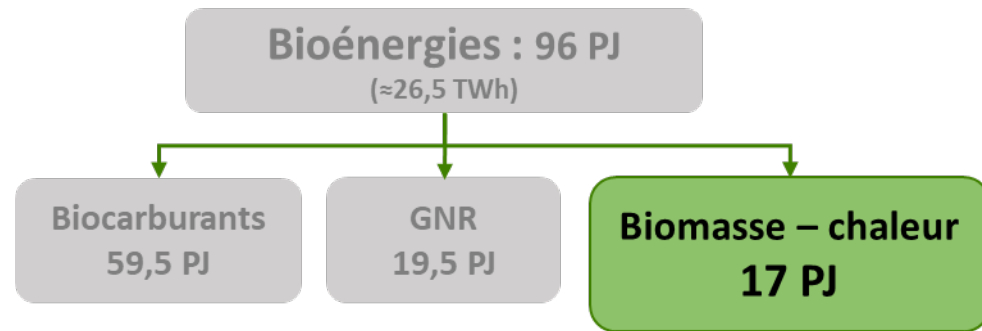 Bioénergies : 96 PJ
(≈26,5 TWh)
Biocarburants
59,5 PJ
GNR
19,5 PJ
Biomasse – chaleur
17 PJ